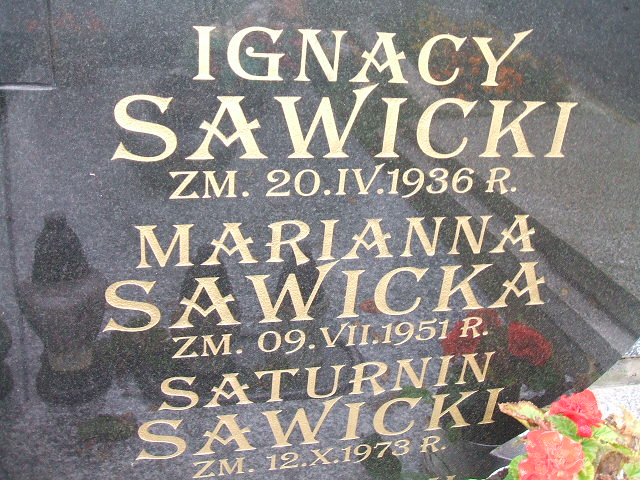 IGNACY
SAWICKI
ZM. 20.IV.1936 R.
MARIANNA
SAWICKA
ZM. 09.VII.1951 R.
SATURNIN
SAWICKI
ZM. 12.X.1973 R.